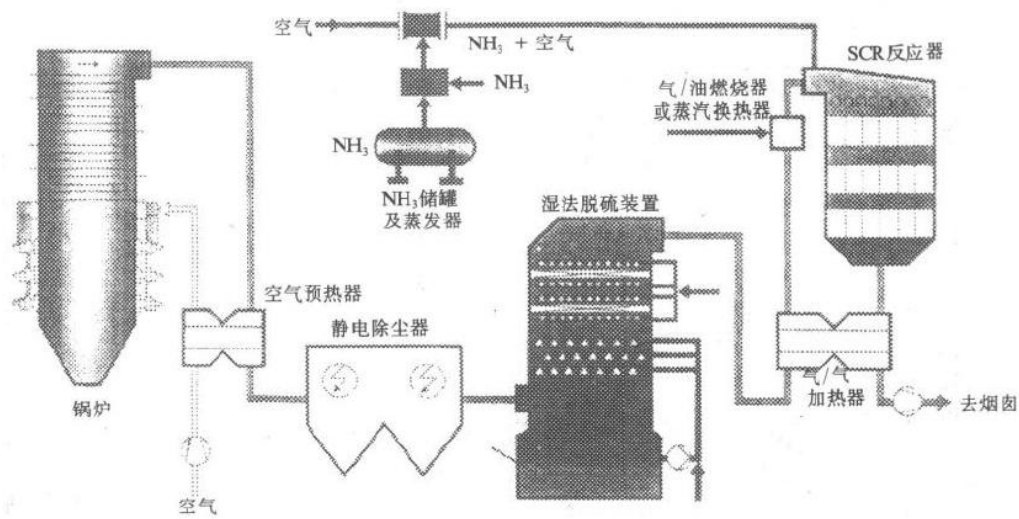 空气
NH₃ + 空气
NH₃
NH₃
NH₃储罐
及蒸发器
SCR反应器
气/油燃烧器
或蒸汽换热器
湿法脱硫装置
空气预热器
静电除尘器
锅炉
空气
气/气
加热器
去烟囱